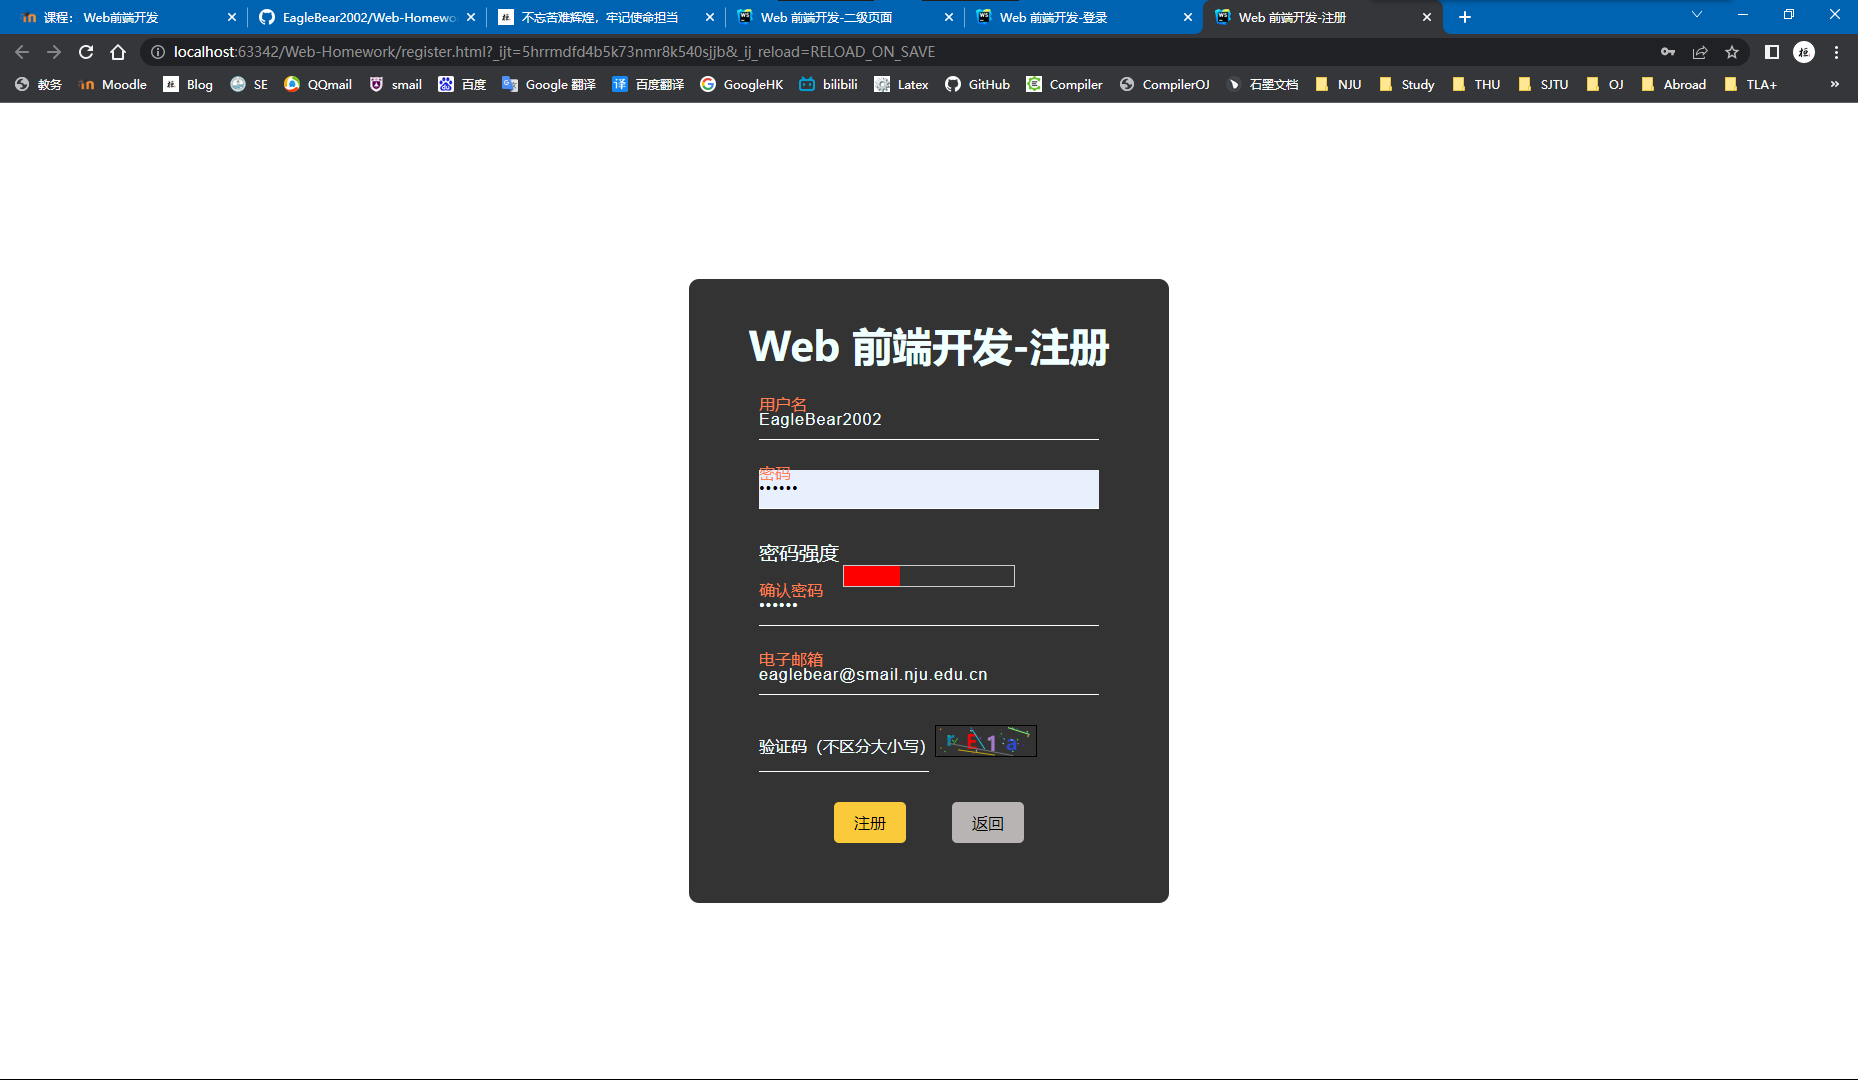 课程： Web前端开发
EagleBear2002/Web-Homewo
不忘苦难辉煌，牢记使命担当
Web 前端开发-二级页面
Web 前端开发-登录
Web 前端开发-注册
localhost:63342/Web-Homework/register.html?_ijt=5hrrmdfd4b5k73nmr8k540sjjb&_ij_reload=RELOAD_ON_SAVE
教务 Moodle Blog SE QQmail smail 百度 Google 翻译 百度翻译 GoogleHK bilibili Latex GitHub Compiler CompilerOJ 石墨文档 NJU Study THU SJTU OJ Abroad TLA+ »
Web 前端开发-注册
用户名
EagleBear2002
密码
••••••
密码强度
确认密码
••••••
电子邮箱
eaglebear@smail.nju.edu.cn
验证码（不区分大小写）
r E 1 a
注册
返回